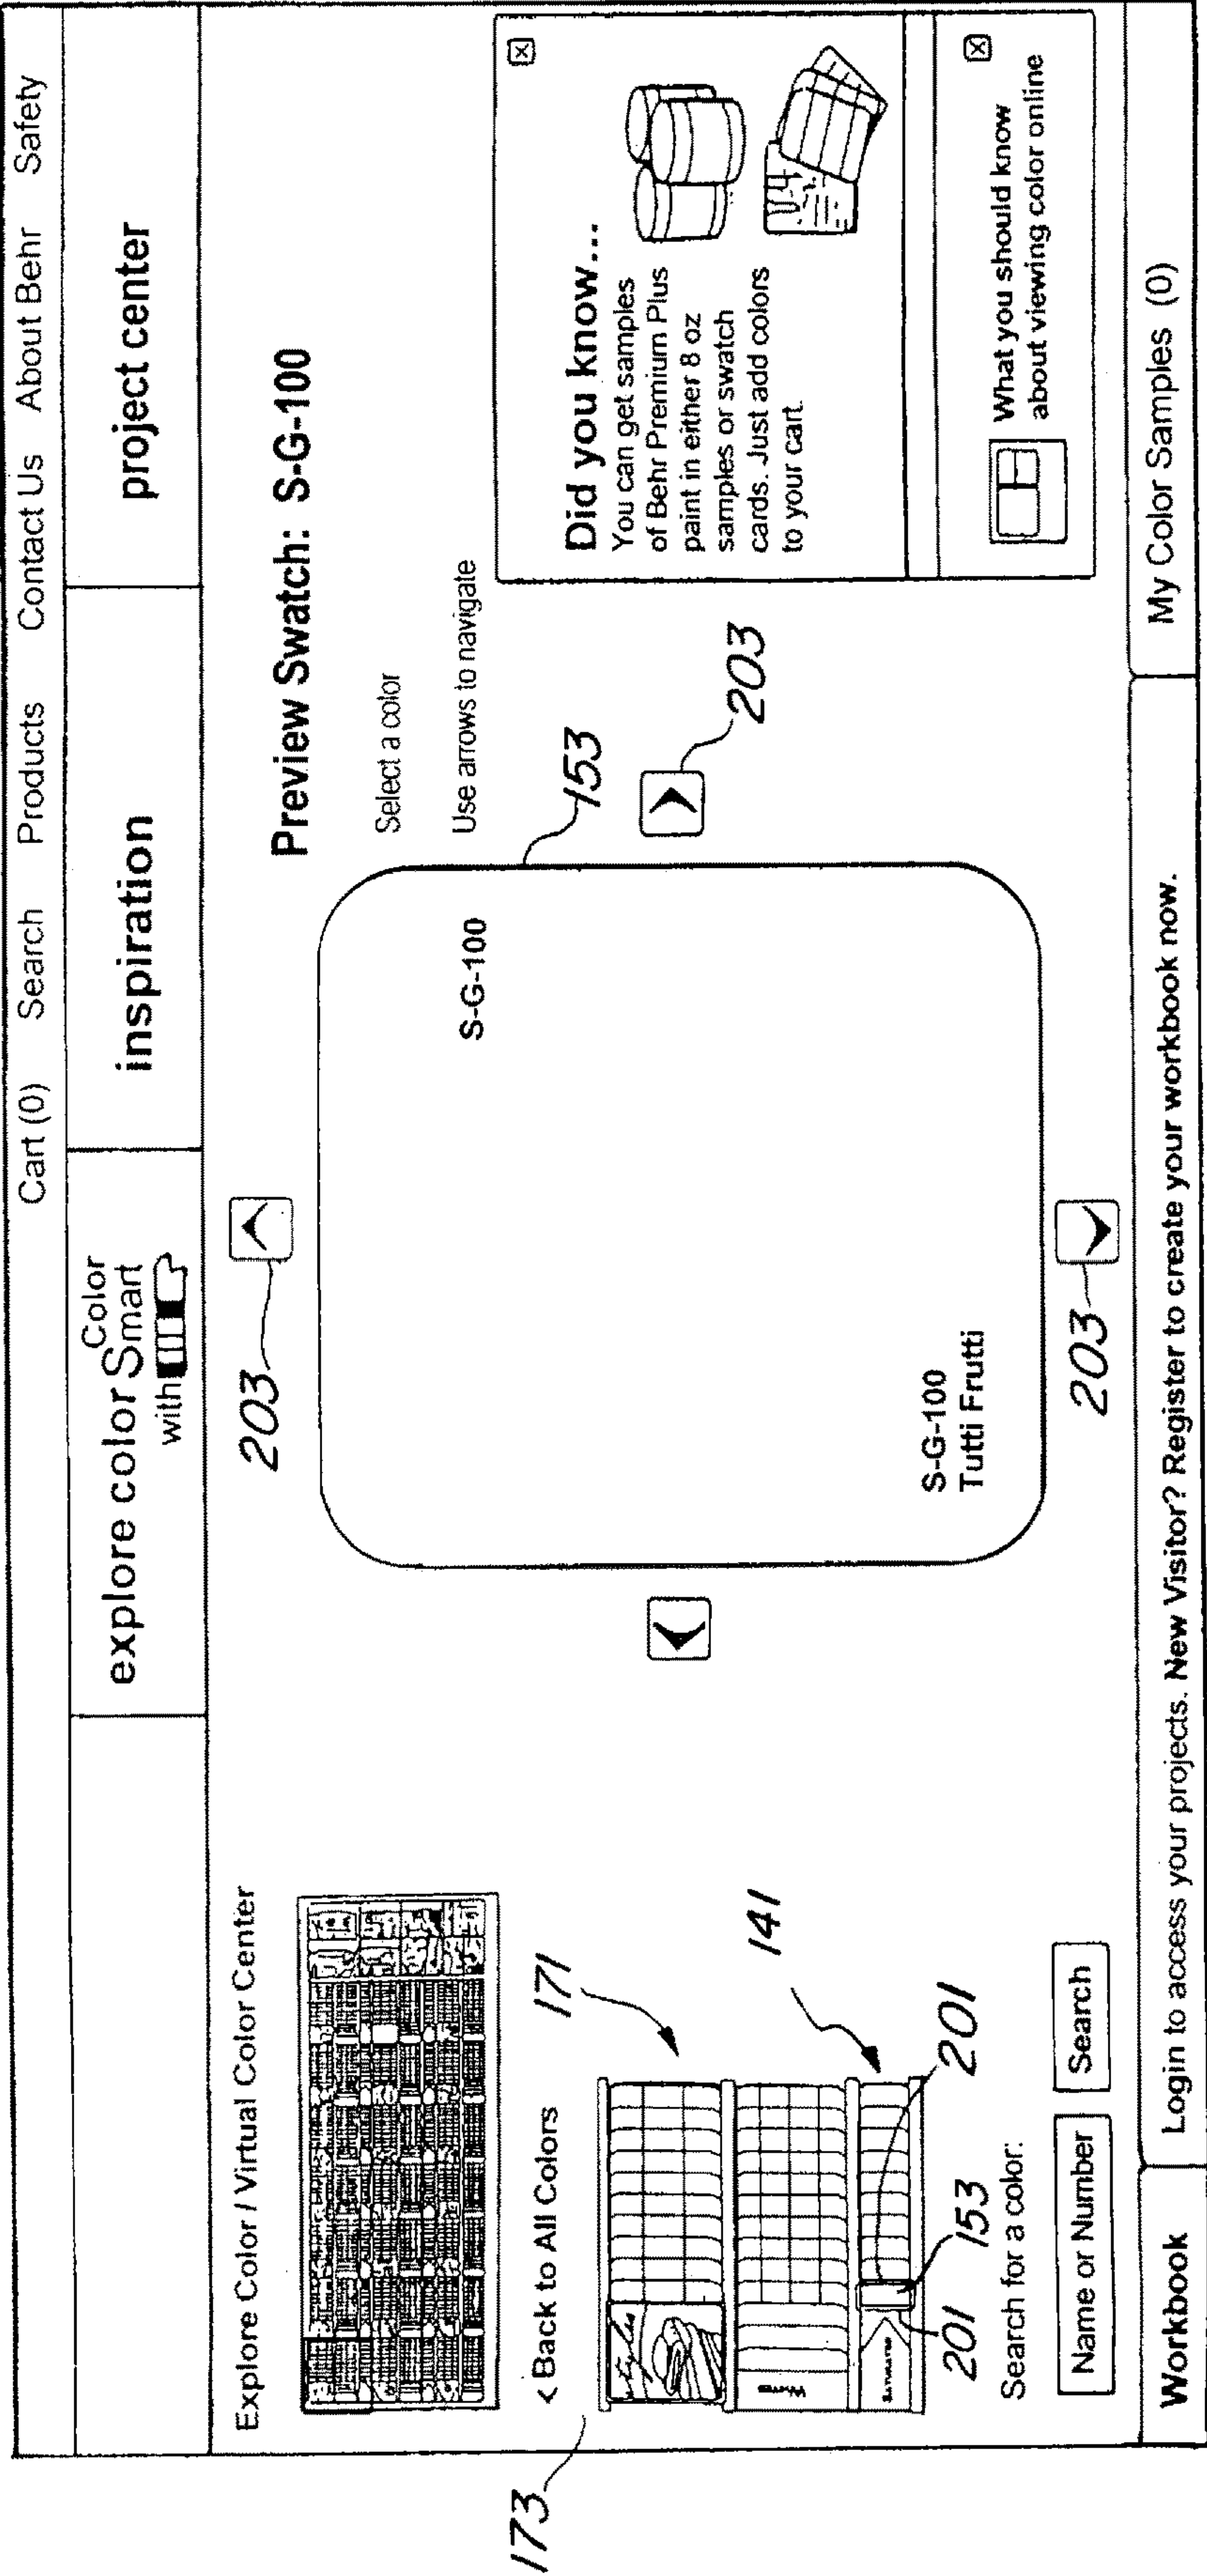 Cart (0) Search Products Contact Us About Behr Safety
explore color
Color
Smart
with
inspiration
project center
Explore Color / Virtual Color Center
< Back to All Colors
173
171
141
201
153
201
Search for a color:
Name or Number
Search
203
S-G-100
S-G-100
Tutti Frutti
203
Preview Swatch: S-G-100
Select a color
Use arrows to navigate
153
203
Did you know...
You can get samples
of Behr Premium Plus
paint in either 8 oz
samples or swatch
cards. Just add colors
to your cart.
What you should know
about viewing color online
Workbook
Login to access your projects. New Visitor? Register to create your workbook now.
My Color Samples (0)